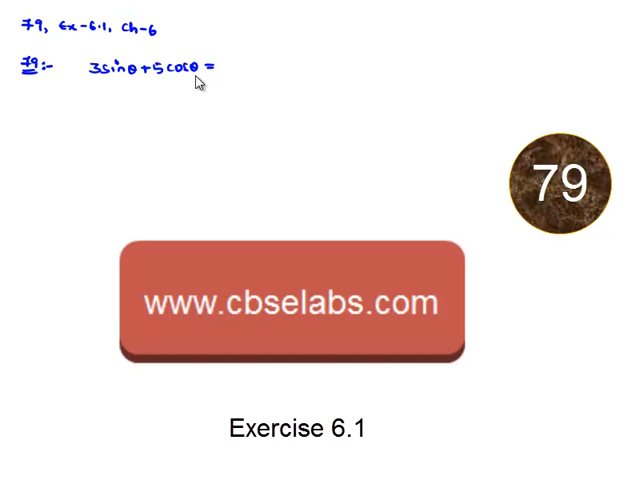 79, Ex-6.1, Ch-6
79:- 3sinθ+5cosθ=
79
www.cbselabs.com
Exercise 6.1